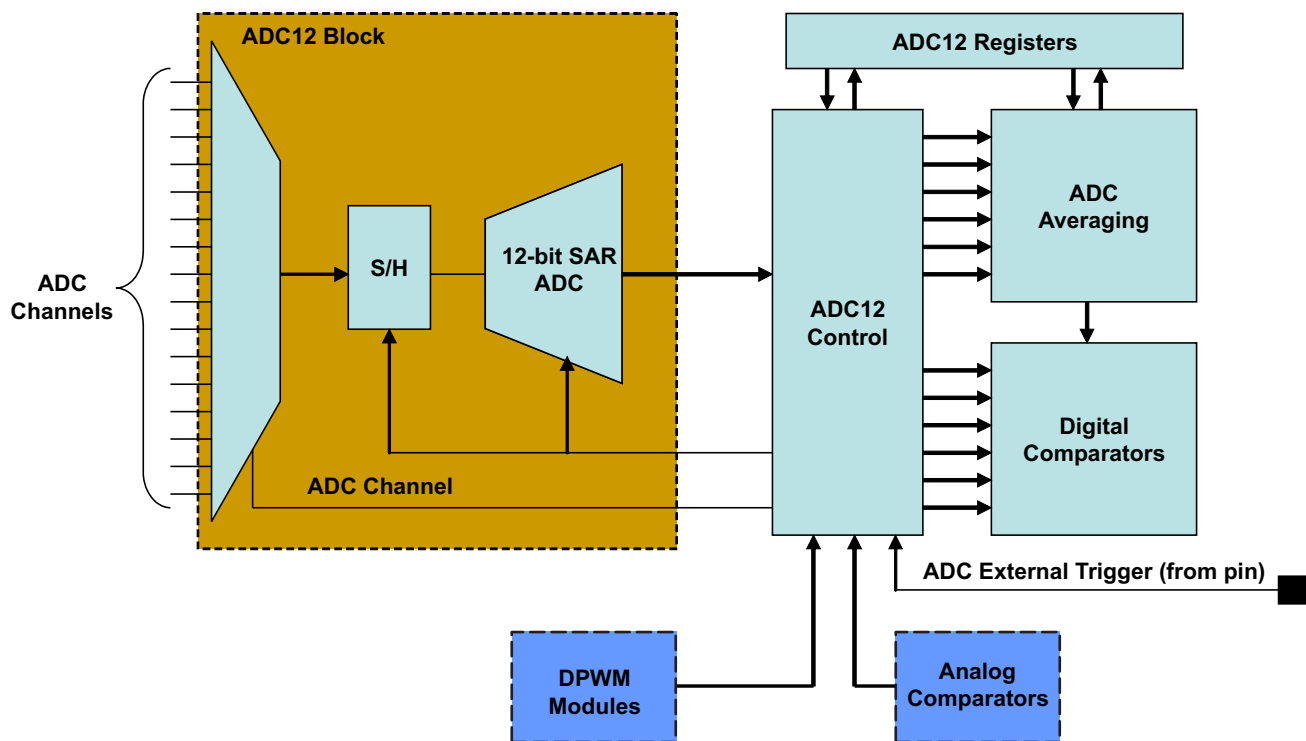 ADC12 Block
ADC12 Registers
ADC
Channels
S/H
12-bit SAR
ADC
ADC12
Control
ADC
Averaging
Digital
Comparators
ADC Channel
ADC External Trigger (from pin)
DPWM
Modules
Analog
Comparators